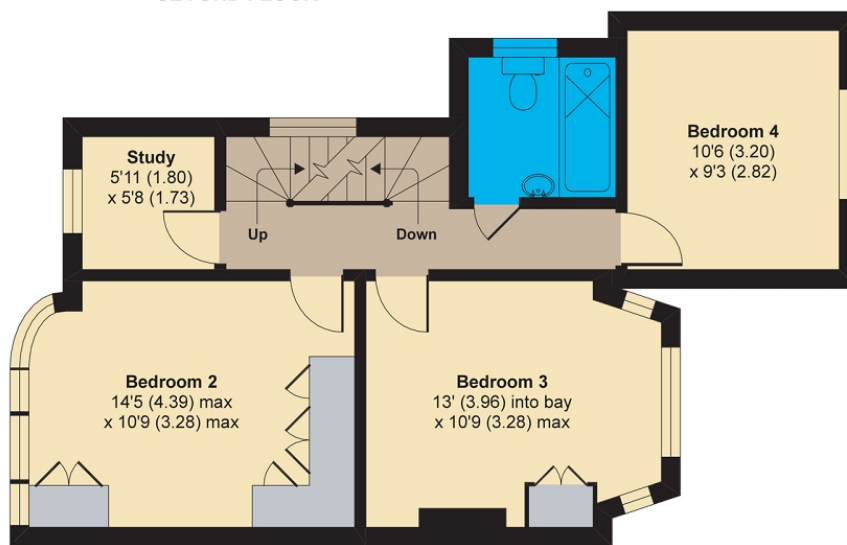 Study
5'11 (1.80)
x 5'8 (1.73)
Up
Down
Bedroom 4
10'6 (3.20)
x 9'3 (2.82)
Bedroom 2
14'5 (4.39) max
x 10'9 (3.28) max
Bedroom 3
13' (3.96) into bay
x 10'9 (3.28) max